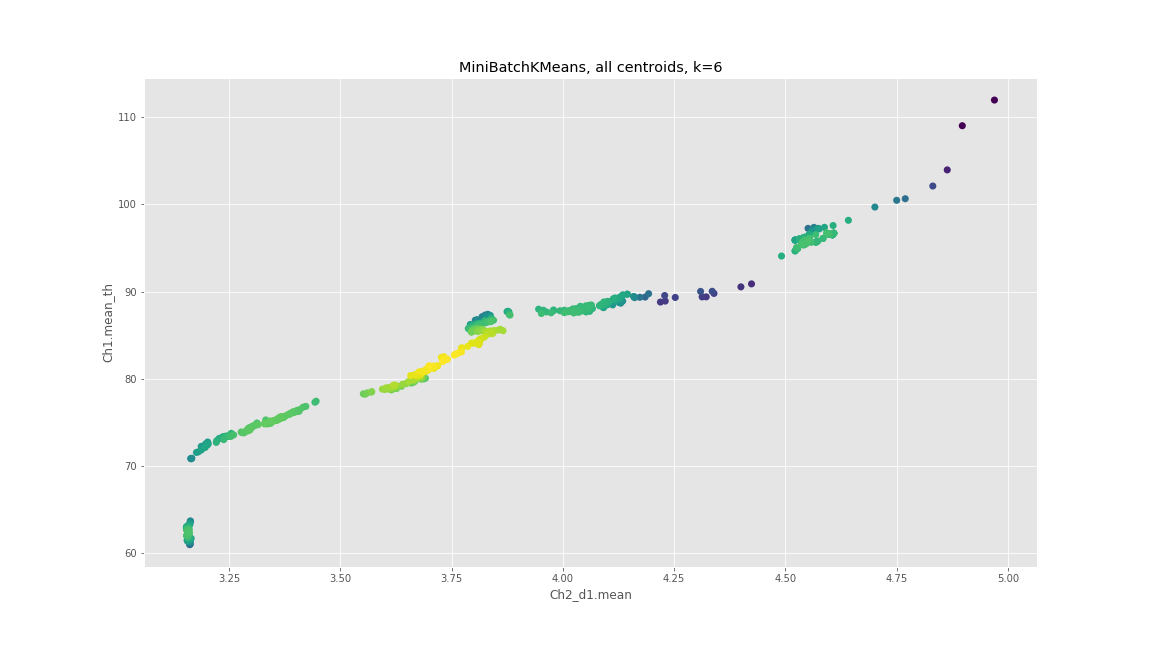 MiniBatchKMeans, all centroids, k=6
Ch1.mean_th
110
100
90
80
70
60
3.25 3.50 3.75 4.00 4.25 4.50 4.75 5.00
Ch2_d1.mean